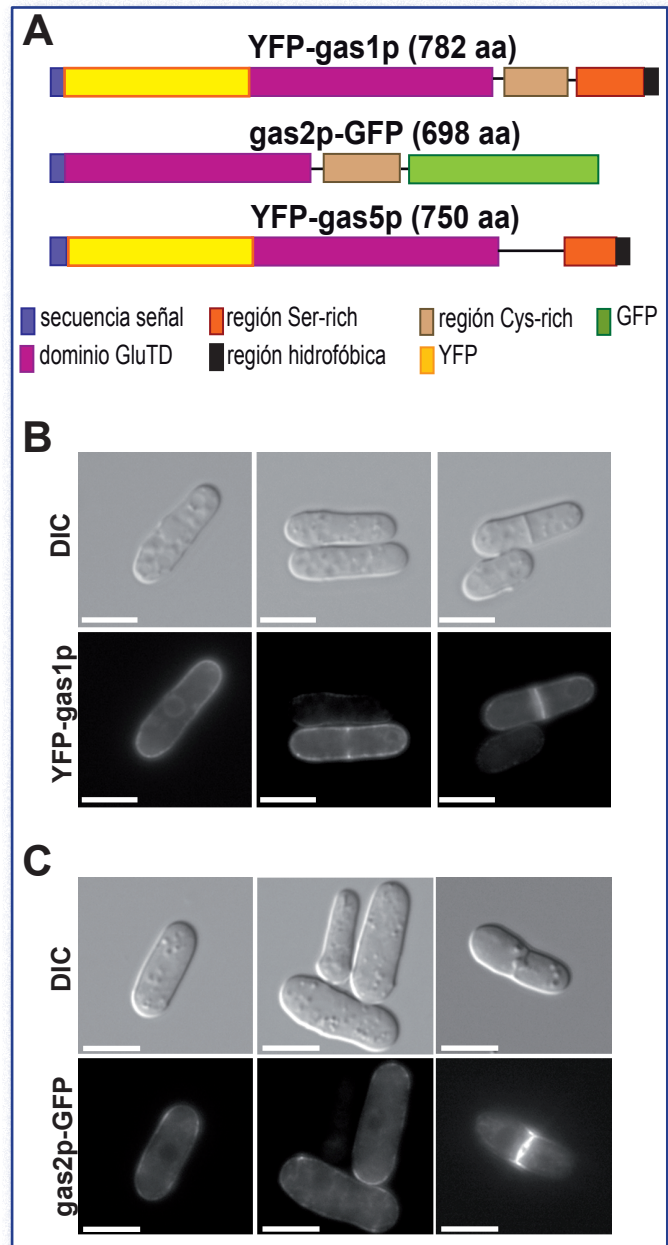 A
YFP-gas1p (782 aa)
gas2p-GFP (698 aa)
YFP-gas5p (750 aa)
secuencia señal
región Ser-rich
región Cys-rich
GFP
dominio GluTD
región hidrofóbica
YFP
B
DIC
YFP-gas1p
C
DIC
gas2p-GFP